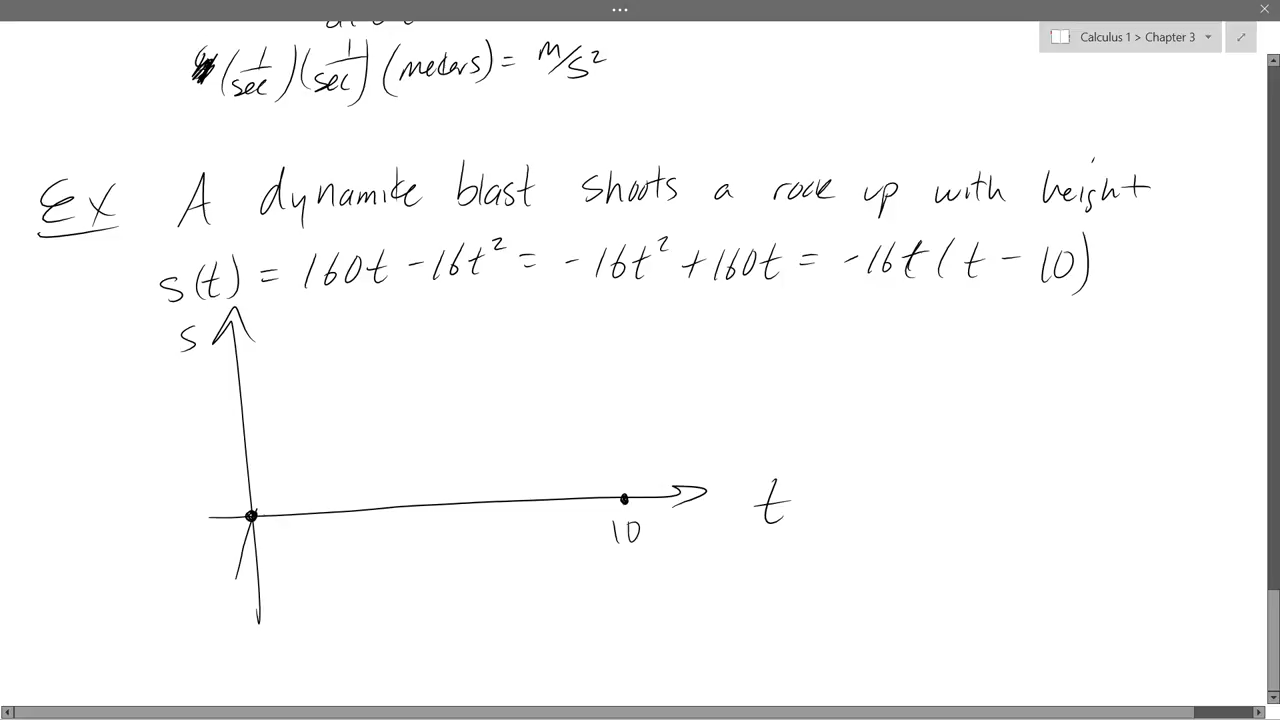 Calculus 1 > Chapter 3
(1/sec)(1/sec)(meters) = m/s²
Ex A dynamite blast shoots a rock up with height
s(t) = 160t - 16t² = -16t² + 160t = -16t(t - 10)
s
t
10